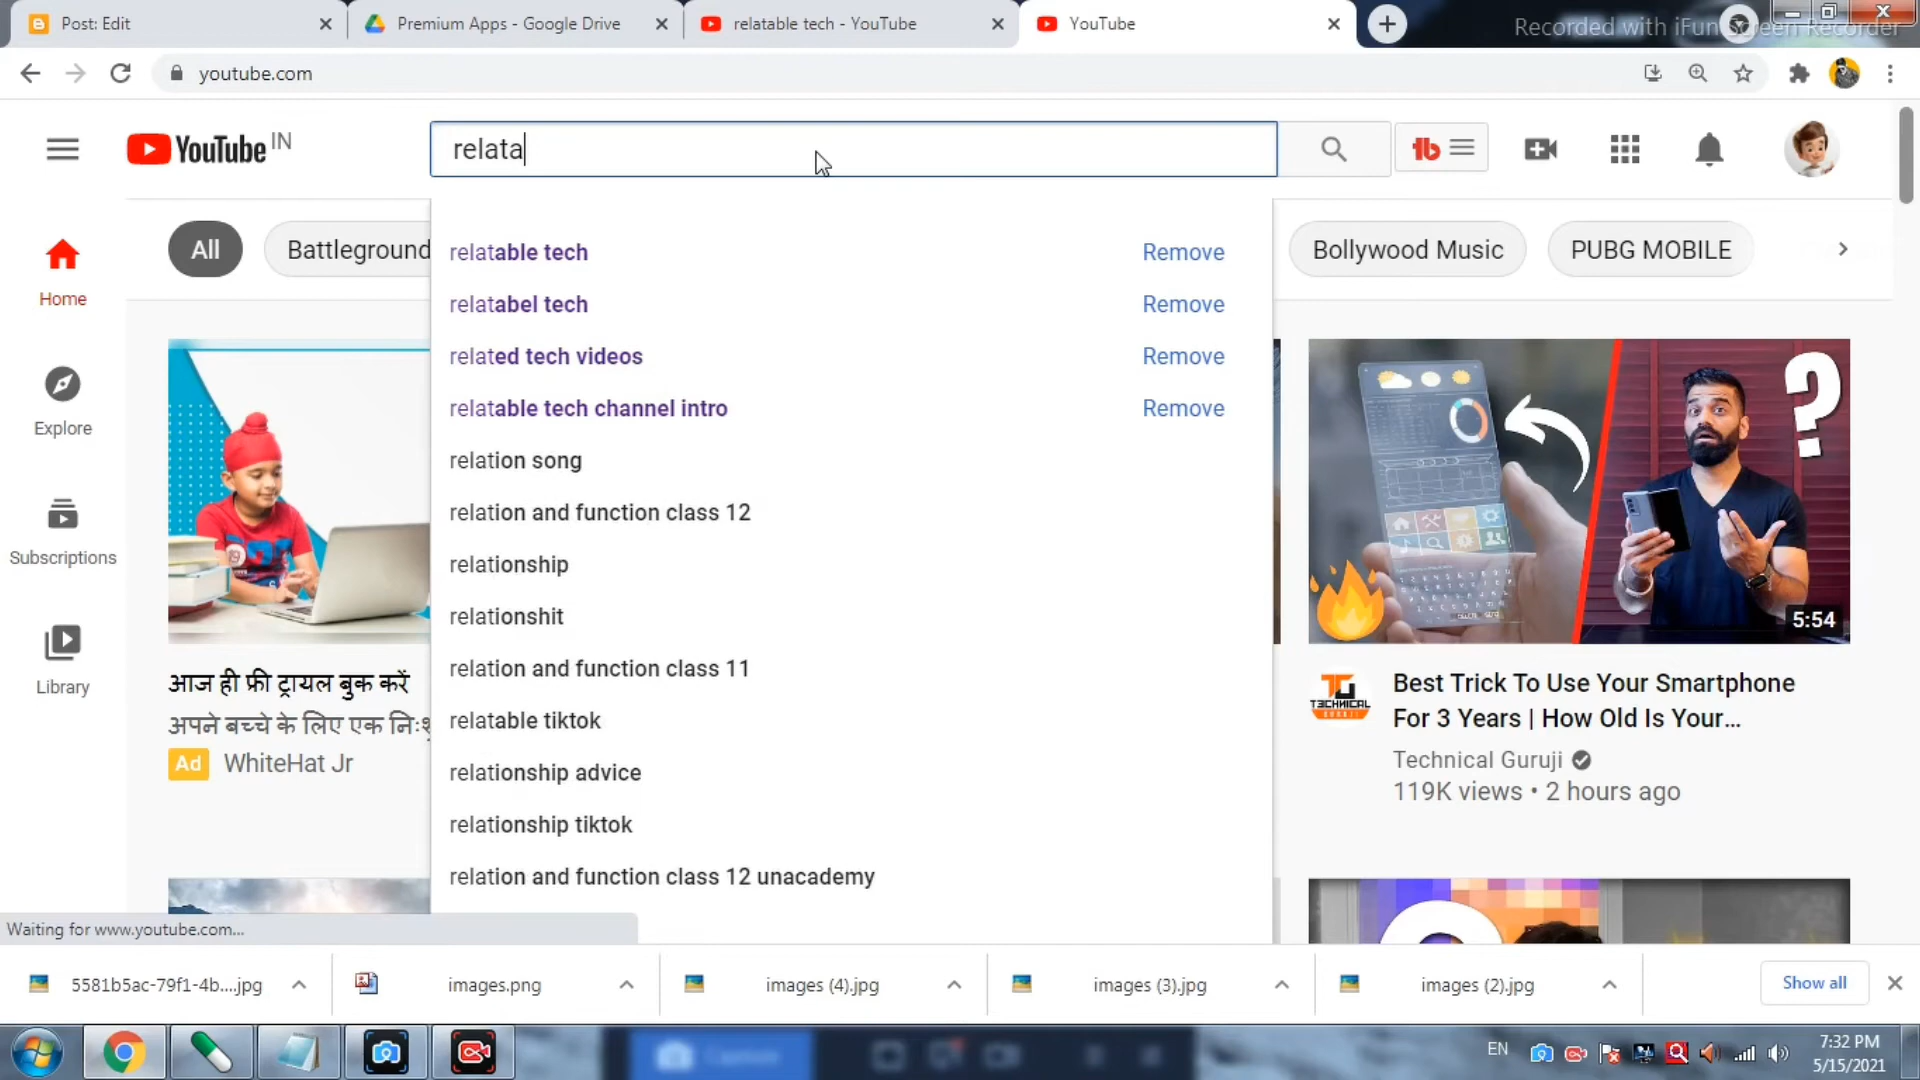 Post: Edit
Premium Apps - Google Drive
relatable tech - YouTube
YouTube
Recorded with iFun Screen Recorder
youtube.com
YouTube IN
relata
All
Battleground
Bollywood Music
PUBG MOBILE
relatable tech Remove
relatabel tech Remove
related tech videos Remove
relatable tech channel intro Remove
relation song
relation and function class 12
relationship
relationshit
relation and function class 11
relatable tiktok
relationship advice
relationship tiktok
relation and function class 12 unacademy
Home
Explore
Subscriptions
Library
आज ही फ्री ट्रायल बुक करें
अपने बच्चे के लिए एक
Ad WhiteHat Jr
?
5:54
TECHNICAL
Best Trick To Use Your Smartphone
For 3 Years | How Old Is Your...
Technical Guruji
119K views • 2 hours ago
Waiting for www.youtube.com...
5581b5ac-79f1-4b....jpg
images.png
images (4).jpg
images (3).jpg
images (2).jpg
Show all
EN
7:32 PM
5/15/2021